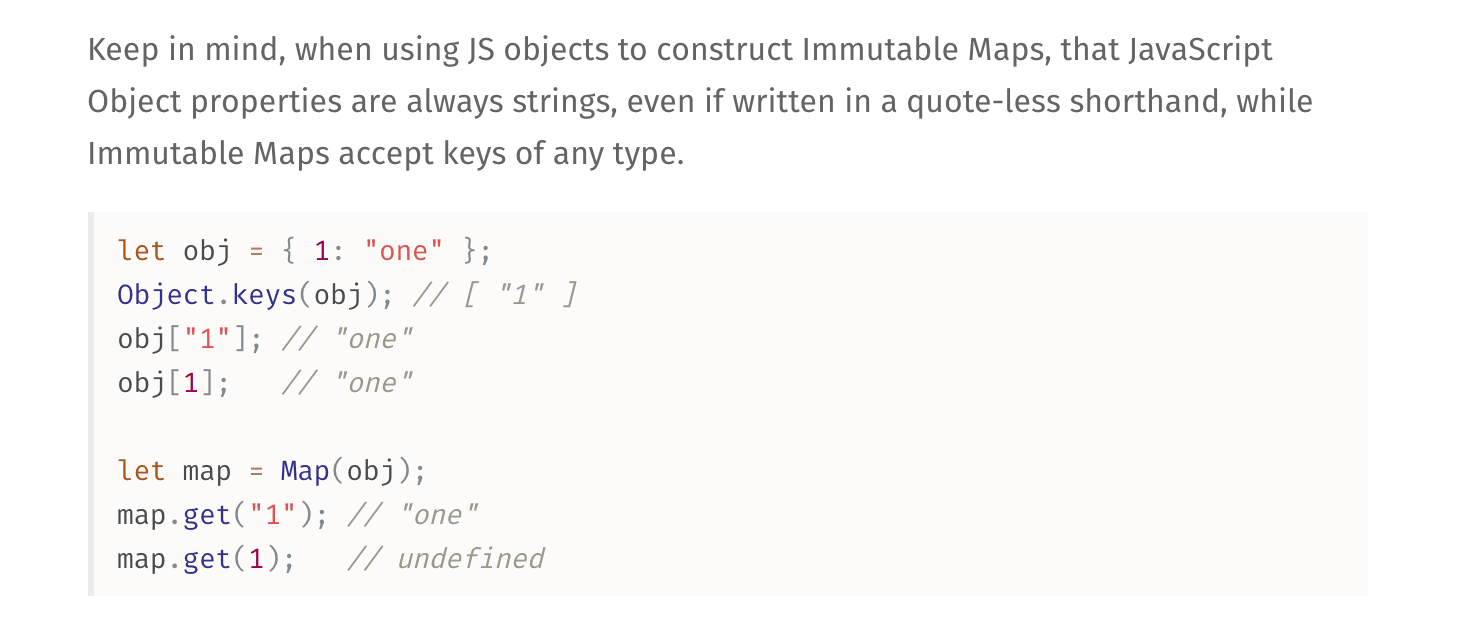 Keep in mind, when using JS objects to construct Immutable Maps, that JavaScript
Object properties are always strings, even if written in a quote-less shorthand, while
Immutable Maps accept keys of any type.
let obj = { 1: "one" };
Object.keys(obj); // [ "1" ]
obj["1"]; // "one"
obj[1];   // "one"
let map = Map(obj);
map.get("1"); // "one"
map.get(1);   // undefined